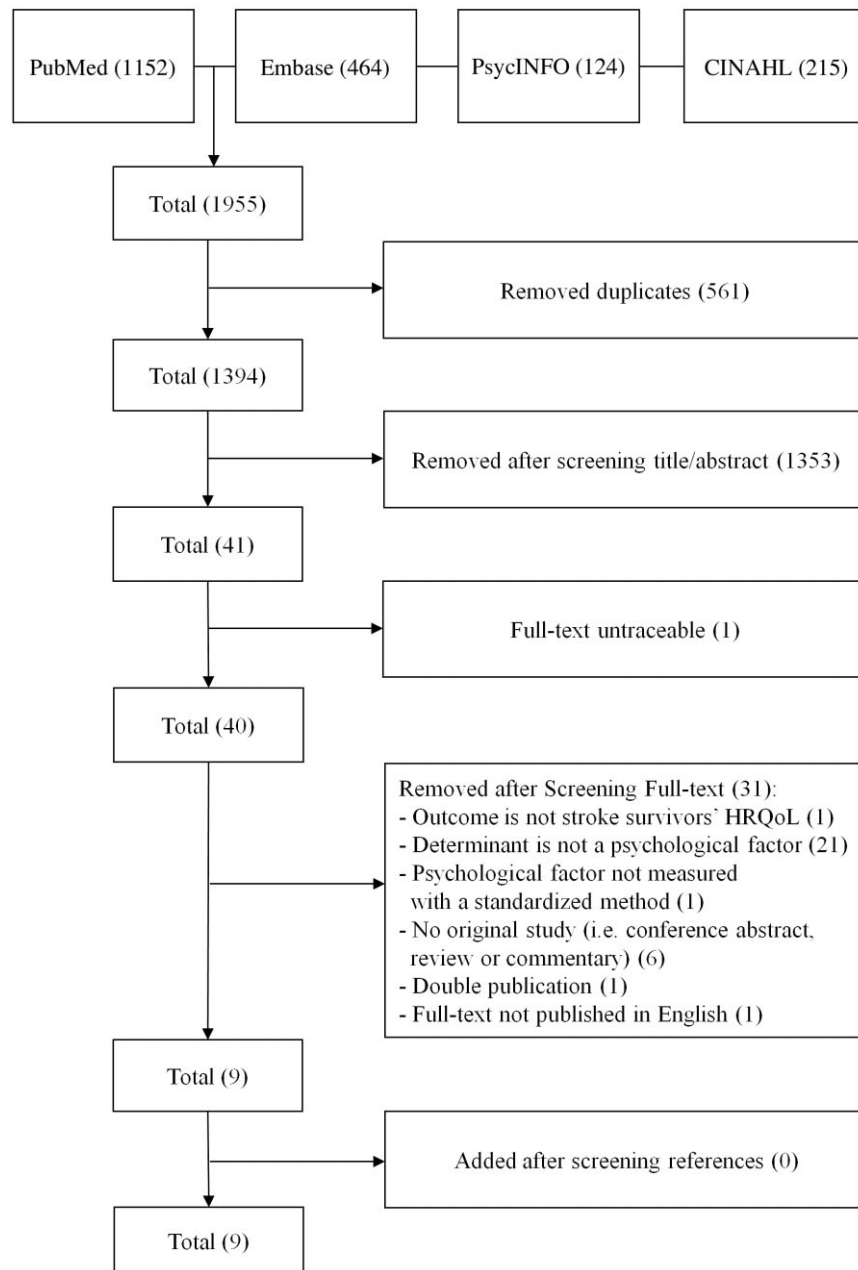 PubMed (1152)
Embase (464)
PsycINFO (124)
CINAHL (215)
Total (1955)
Removed duplicates (561)
Total (1394)
Removed after screening title/abstract (1353)
Total (41)
Full-text untraceable (1)
Total (40)
Removed after Screening Full-text (31):
- Outcome is not stroke survivors’ HRQoL (1)
- Determinant is not a psychological factor (21)
- Psychological factor not measured
with a standardized method (1)
- No original study (i.e. conference abstract,
review or commentary) (6)
- Double publication (1)
- Full-text not published in English (1)
Total (9)
Added after screening references (0)
Total (9)